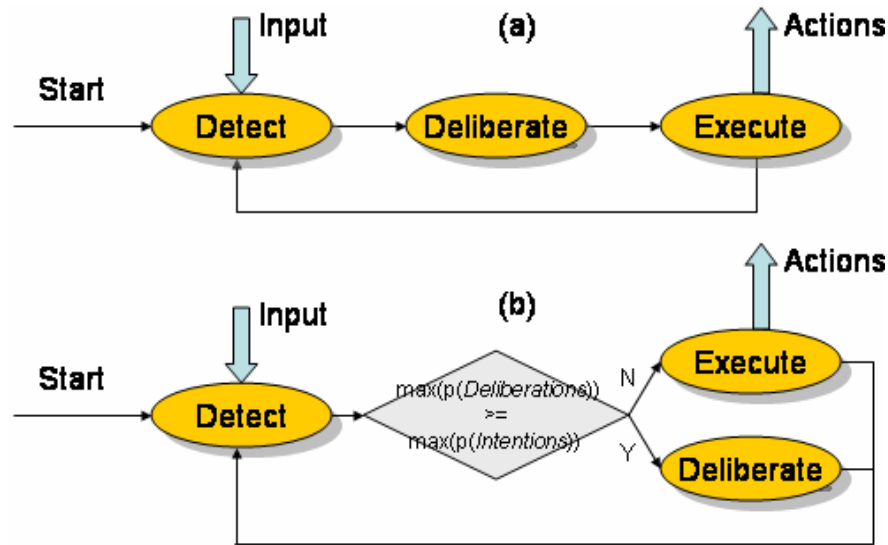 (a)
Input
Actions
Start
Detect
Deliberate
Execute
(b)
Actions
Input
Start
Detect
max(p(Deliberations))
>=
max(p(Intentions))
N
Y
Execute
Deliberate